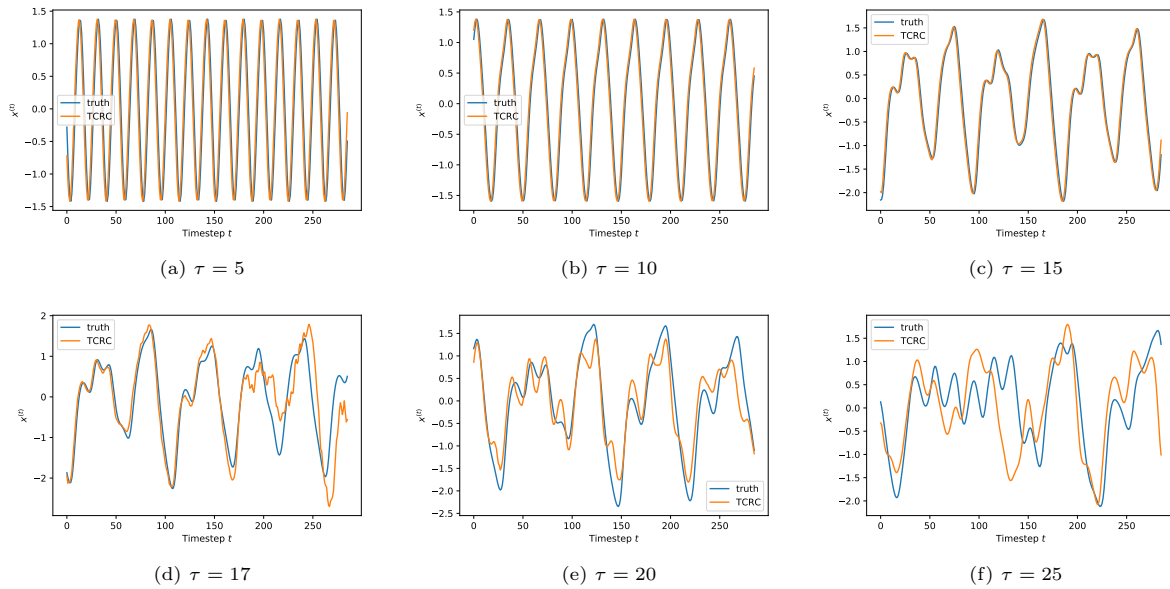 1.5
1.0
0.5
0.0
−0.5
−1.0
−1.5
x^(t)
truth
TCRC
0 50 100 150 200 250
Timestep t
(a) τ = 5
1.5
1.0
0.5
0.0
−0.5
−1.0
−1.5
x^(t)
truth
TCRC
0 50 100 150 200 250
Timestep t
(b) τ = 10
1.5
1.0
0.5
0.0
−0.5
−1.0
−1.5
−2.0
x^(t)
truth
TCRC
0 50 100 150 200 250
Timestep t
(c) τ = 15
2
1
0
−1
−2
x^(t)
truth
TCRC
0 50 100 150 200 250
Timestep t
(d) τ = 17
1.5
1.0
0.5
0.0
−0.5
−1.0
−1.5
−2.0
−2.5
x^(t)
truth
TCRC
0 50 100 150 200 250
Timestep t
(e) τ = 20
1.5
1.0
0.5
0.0
−0.5
−1.0
−1.5
−2.0
x^(t)
truth
TCRC
0 50 100 150 200 250
Timestep t
(f) τ = 25